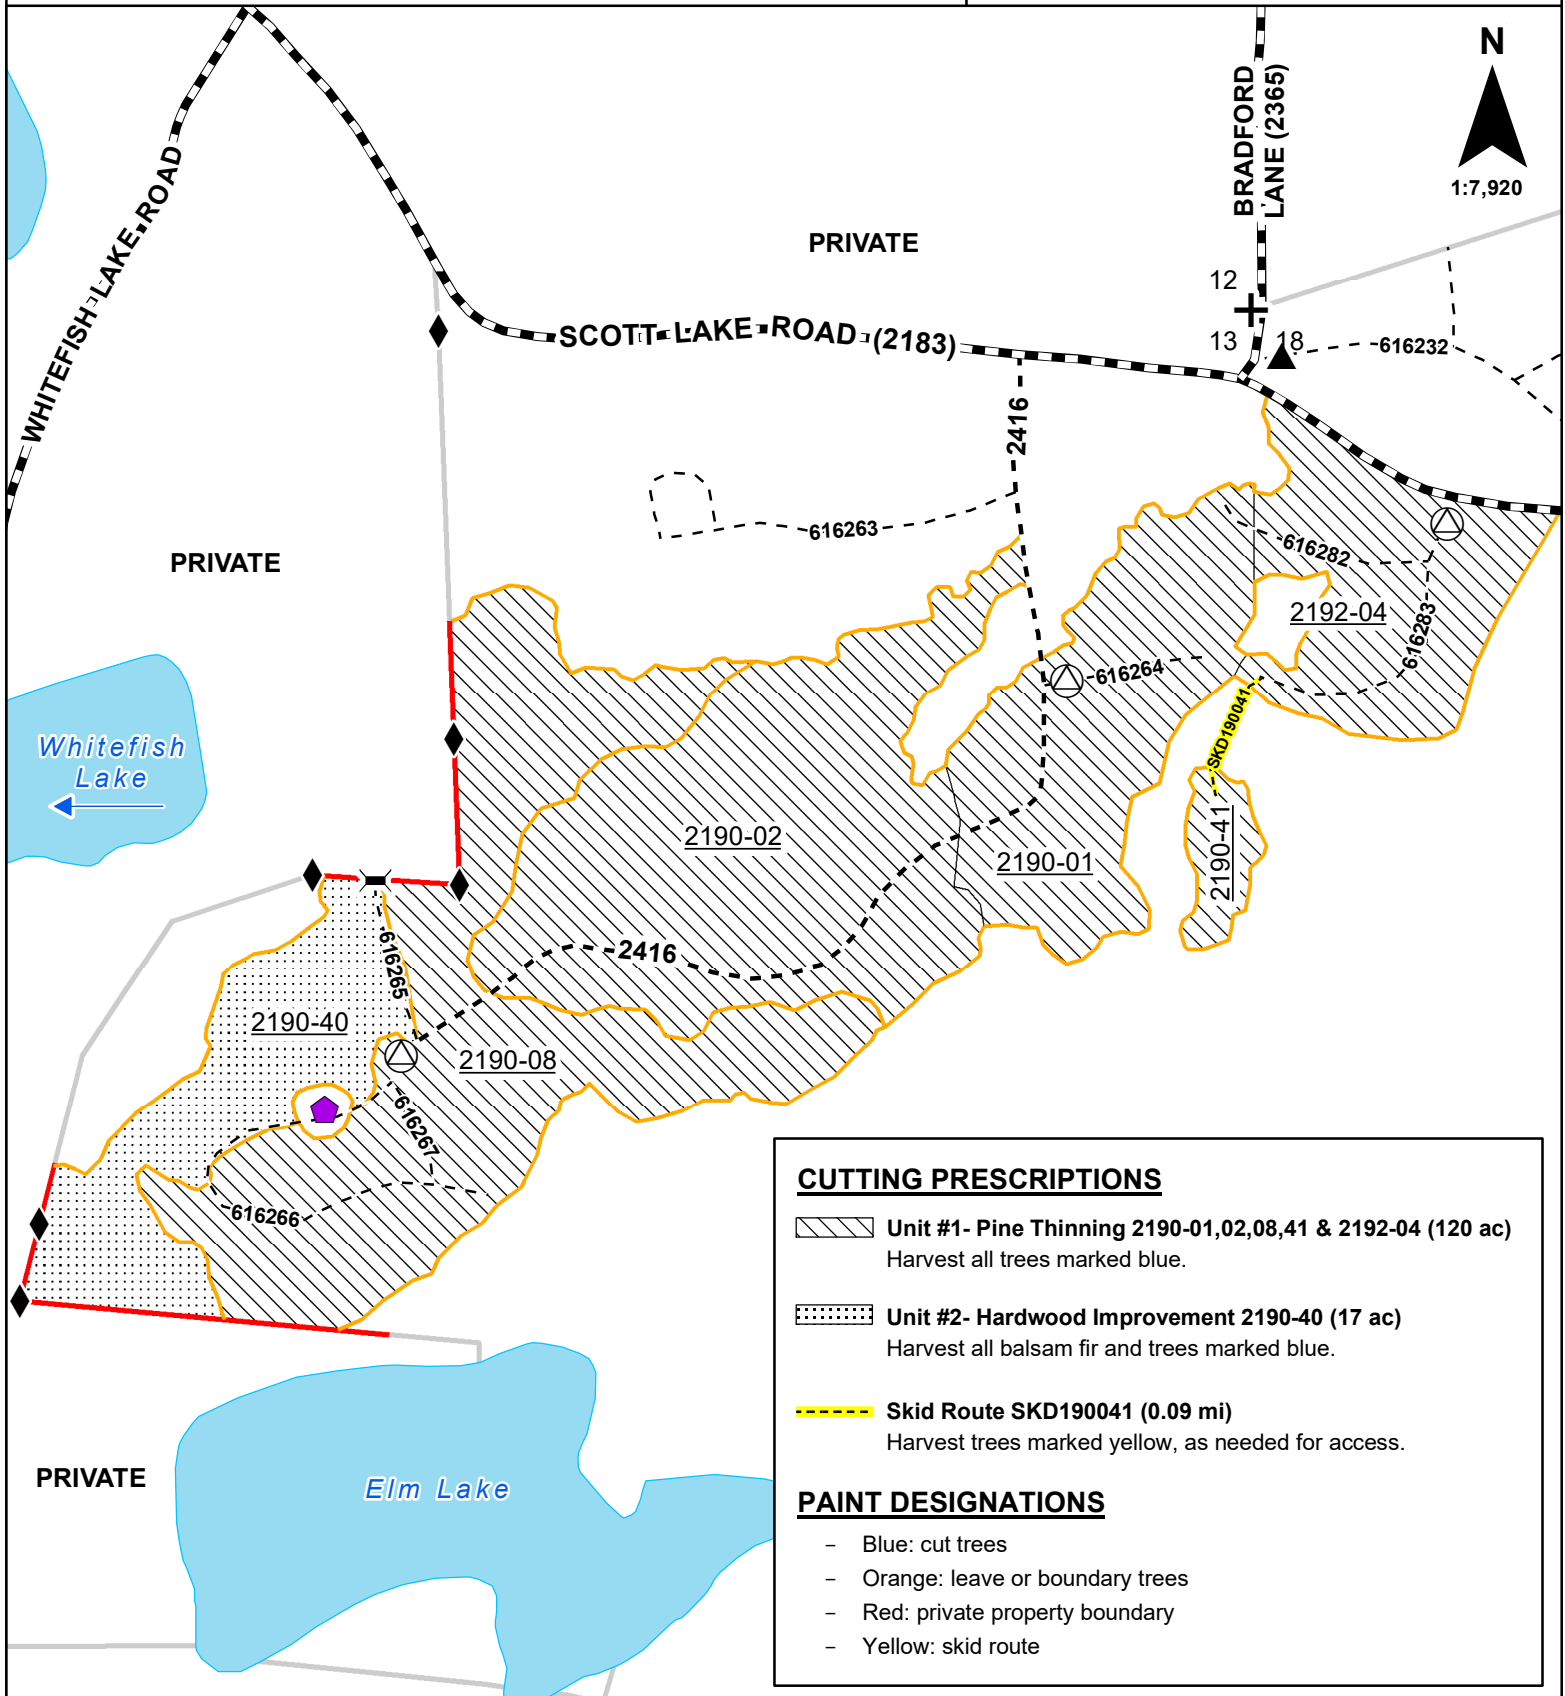 N
1:7,920
BRADFORD
LANE (2365)
WHITEFISH LAKE ROAD
PRIVATE
12
13
18
SCOTT LAKE ROAD (2183)
616232
2416
616263
PRIVATE
616282
2192-04
616283
616264
SKD190041
Whitefish
Lake
2190-02
2190-01
2190-41
616265
2416
2190-40
2190-08
616267
616266
CUTTING PRESCRIPTIONS
Unit #1- Pine Thinning 2190-01,02,08,41 & 2192-04 (120 ac)
Harvest all trees marked blue.
Unit #2- Hardwood Improvement 2190-40 (17 ac)
Harvest all balsam fir and trees marked blue.
Skid Route SKD190041 (0.09 mi)
Harvest trees marked yellow, as needed for access.
PRIVATE
Elm Lake
PAINT DESIGNATIONS
- Blue: cut trees
- Orange: leave or boundary trees
- Red: private property boundary
- Yellow: skid route